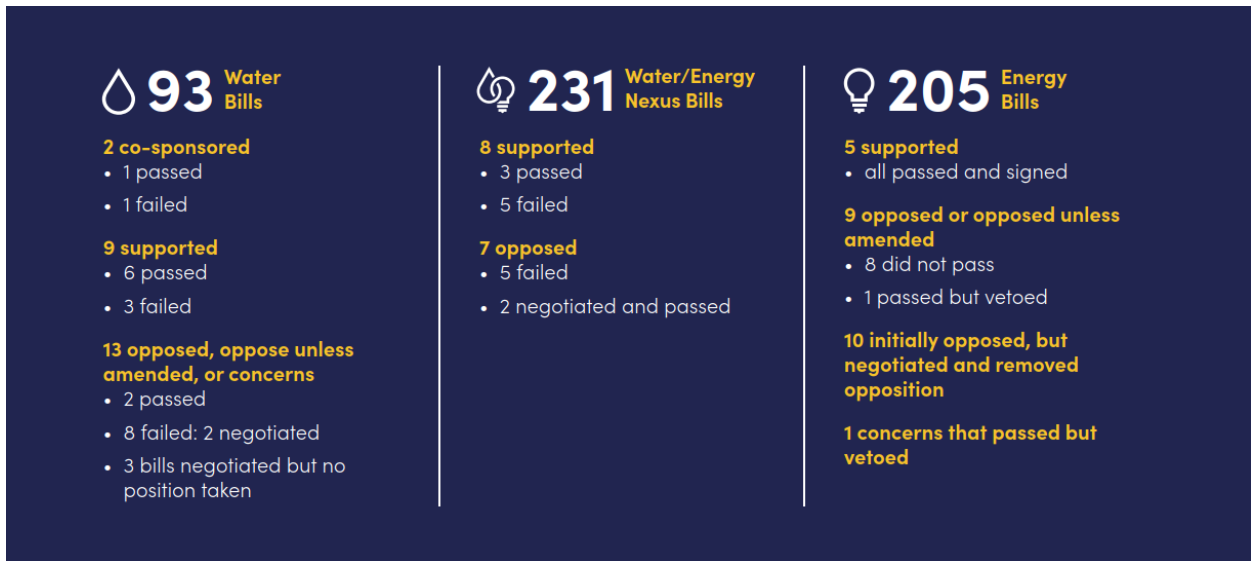 93 Water
Bills
2 co-sponsored
• 1 passed
• 1 failed
9 supported
• 6 passed
• 3 failed
13 opposed, oppose unless
amended, or concerns
• 2 passed
• 8 failed: 2 negotiated
• 3 bills negotiated but no
position taken
231 Water/Energy
Nexus Bills
8 supported
• 3 passed
• 5 failed
7 opposed
• 5 failed
• 2 negotiated and passed
205 Energy
Bills
5 supported
• all passed and signed
9 opposed or opposed unless
amended
• 8 did not pass
• 1 passed but vetoed
10 initially opposed, but
negotiated and removed
opposition
1 concerns that passed but
vetoed